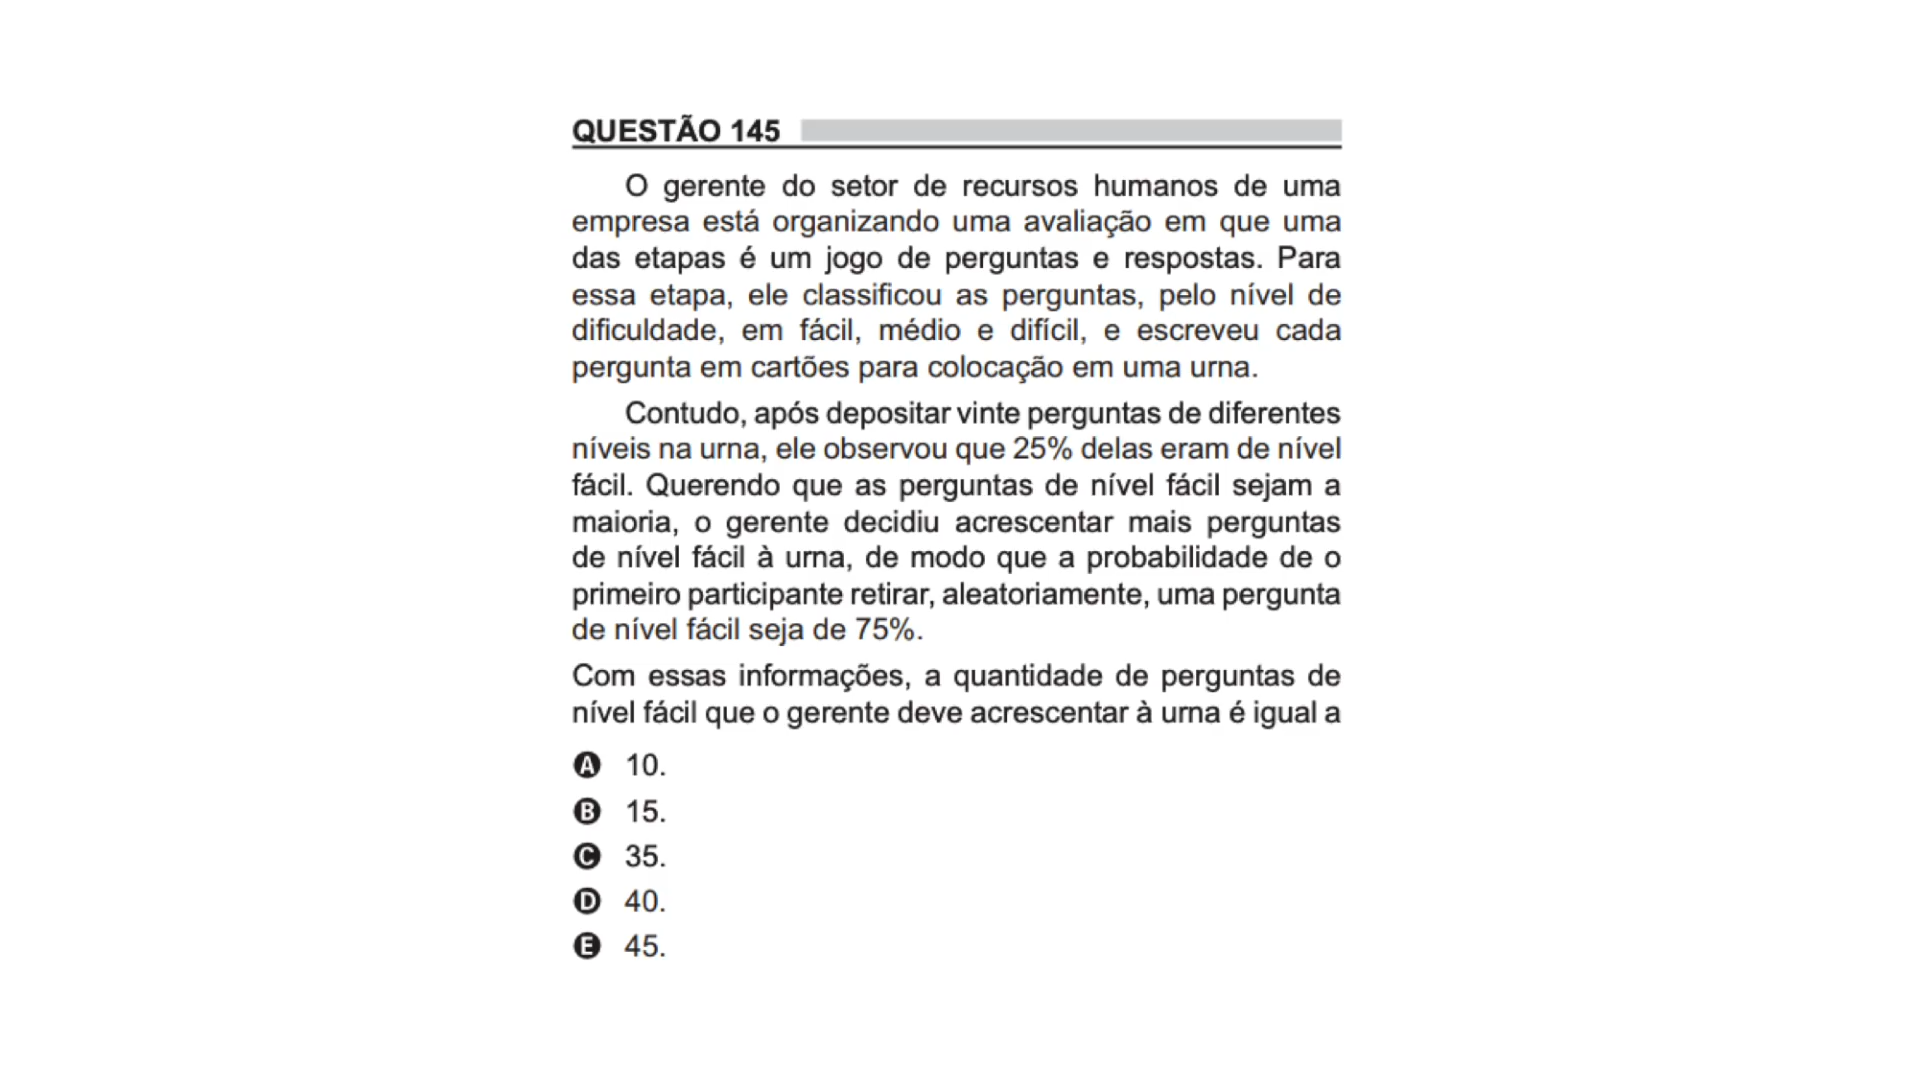 QUESTÃO 145
O gerente do setor de recursos humanos de uma
empresa está organizando uma avaliação em que uma
das etapas é um jogo de perguntas e respostas. Para
essa etapa, ele classificou as perguntas, pelo nível de
dificuldade, em fácil, médio e difícil, e escreveu cada
pergunta em cartões para colocação em uma urna.
Contudo, após depositar vinte perguntas de diferentes
níveis na urna, ele observou que 25% delas eram de nível
fácil. Querendo que as perguntas de nível fácil sejam a
maioria, o gerente decidiu acrescentar mais perguntas
de nível fácil à urna, de modo que a probabilidade de o
primeiro participante retirar, aleatoriamente, uma pergunta
de nível fácil seja de 75%.
Com essas informações, a quantidade de perguntas de
nível fácil que o gerente deve acrescentar à urna é igual a
A 10.
B 15.
C 35.
D 40.
E 45.